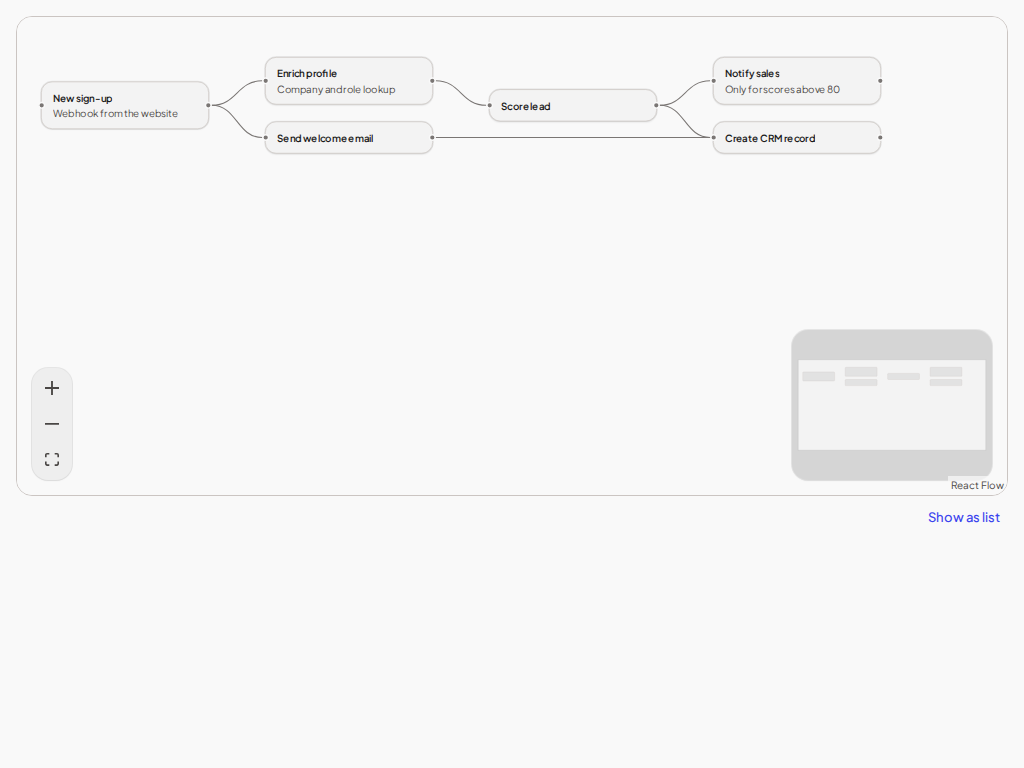 New sign-up
Webhook from the website
Enrich profile
Company and role lookup
Send welcome email
Score lead
Notify sales
Only for scores above 80
Create CRM record
React Flow
Show as list